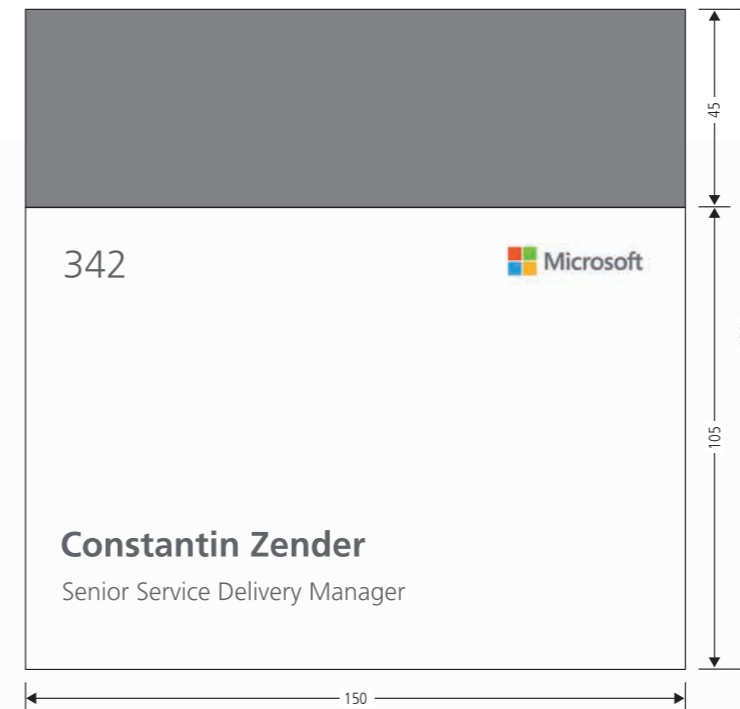 45
342
Microsoft
105
Constantin Zender
Senior Service Delivery Manager
150